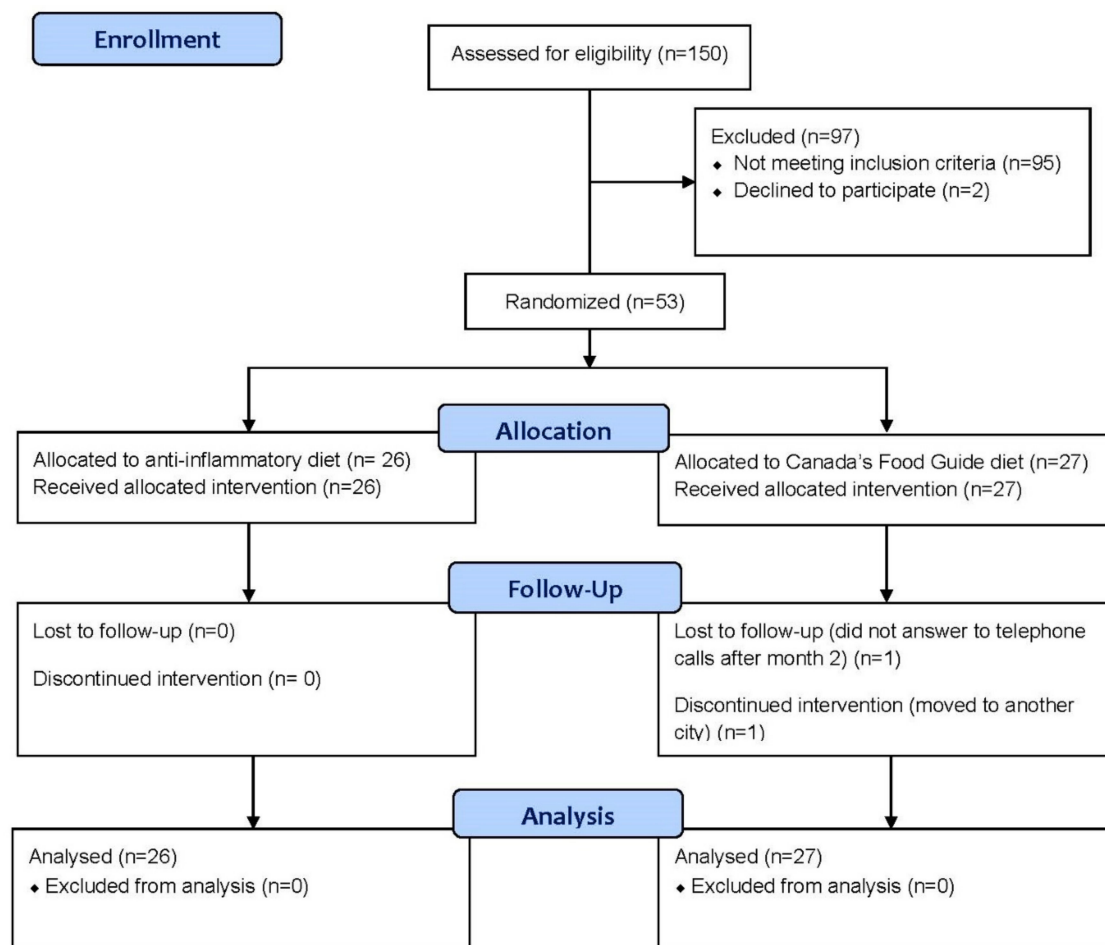 Enrollment
Assessed for eligibility (n=150)
Excluded (n=97)
◆ Not meeting inclusion criteria (n=95)
◆ Declined to participate (n=2)
Randomized (n=53)
Allocation
Allocated to anti-inflammatory diet (n= 26)
Received allocated intervention (n=26)
Allocated to Canada's Food Guide diet (n=27)
Received allocated intervention (n=27)
Follow-Up
Lost to follow-up (n=0)
Discontinued intervention (n= 0)
Lost to follow-up (did not answer to telephone
calls after month 2) (n=1)
Discontinued intervention (moved to another
city) (n=1)
Analysis
Analysed (n=26)
◆ Excluded from analysis (n=0)
Analysed (n=27)
◆ Excluded from analysis (n=0)